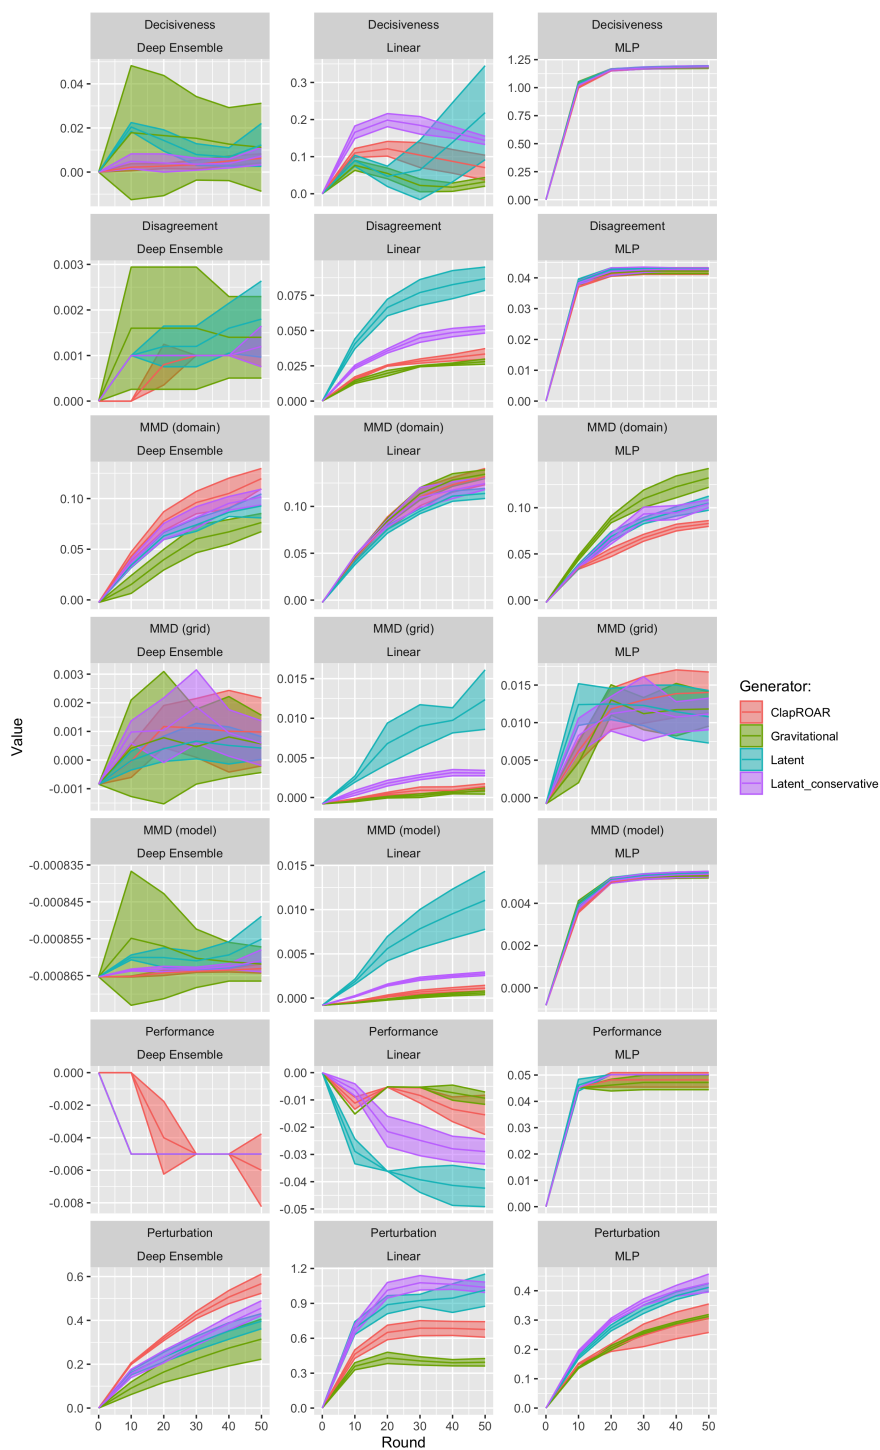 Decisiveness Decisiveness Decisiveness
Deep Ensemble Linear MLP
0.04 0.3 1.25
0.02 0.2 1.00
0.00 0.1 0.75
0.0 0.50
0.25
0.00
Disagreement Disagreement Disagreement
Deep Ensemble Linear MLP
0.003 0.075 0.04
0.002 0.050 0.03
0.001 0.025 0.02
0.000 0.000 0.01
0.00
MMD (domain) MMD (domain) MMD (domain)
Deep Ensemble Linear MLP
0.10 0.10 0.10
0.05 0.05 0.05
0.00 0.00 0.00
MMD (grid) MMD (grid) MMD (grid)
Deep Ensemble Linear MLP
0.003 0.015 0.015
0.002 0.010 0.010
0.001 0.005 0.005
0.000 0.000 0.000
-0.001
Value
Generator:
ClapROAR
Gravitational
Latent
Latent_conservative
MMD (model) MMD (model) MMD (model)
Deep Ensemble Linear MLP
-0.000835 0.015 0.004
-0.000845 0.010 0.002
-0.000855 0.005 0.000
-0.000865 0.000
Performance Performance Performance
Deep Ensemble Linear MLP
0.000 0.00 0.05
-0.002 -0.01 0.04
-0.004 -0.02 0.03
-0.006 -0.03 0.02
-0.008 -0.04 0.01
-0.05 0.00
Perturbation Perturbation Perturbation
Deep Ensemble Linear MLP
0.6 1.2 0.4
0.4 0.9 0.3
0.2 0.6 0.2
0.0 0.3 0.1
0.0 0.0
0 10 20 30 40 50 0 10 20 30 40 50 0 10 20 30 40 50
Round